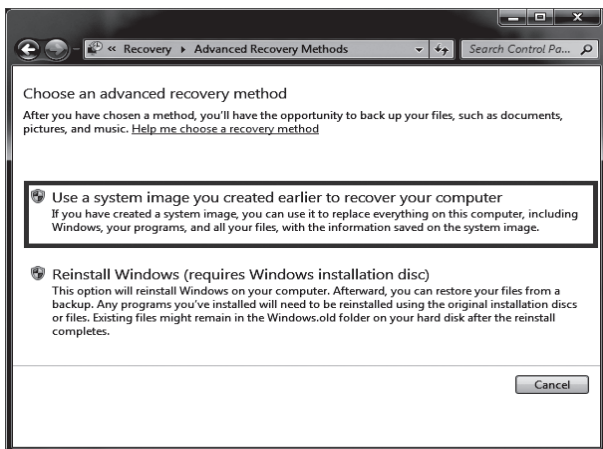 « Recovery ▸ Advanced Recovery Methods
Search Control Pa...
Choose an advanced recovery method
After you have chosen a method, you'll have the opportunity to back up your files, such as documents,
pictures, and music. Help me choose a recovery method
Use a system image you created earlier to recover your computer
If you have created a system image, you can use it to replace everything on this computer, including
Windows, your programs, and all your files, with the information saved on the system image.
Reinstall Windows (requires Windows installation disc)
This option will reinstall Windows on your computer. Afterward, you can restore your files from a
backup. Any programs you've installed will need to be reinstalled using the original installation discs
or files. Existing files might remain in the Windows.old folder on your hard disk after the reinstall
completes.
Cancel